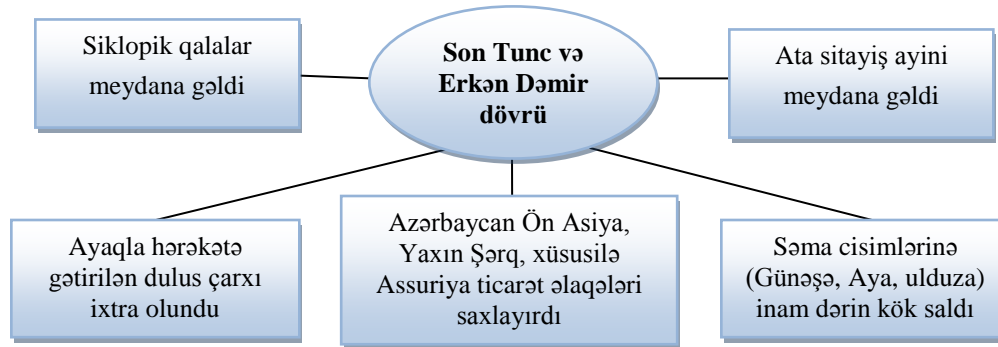 Siklopik qalalar
meydana gəldi
Son Tunc və
Erkən Dəmir
dövrü
Ata sitayiş ayini
meydana gəldi
Ayaqla hərəkətə
gətirilən dulus çarxı
ixtra olundu
Azərbaycan Ön Asiya,
Yaxın Şərq, xüsusilə
Assuriya ticarət əlaqələri
saxlayırdı
Səma cisimlərinə
(Günəşə, Aya, ulduza)
inam dərin kök saldı